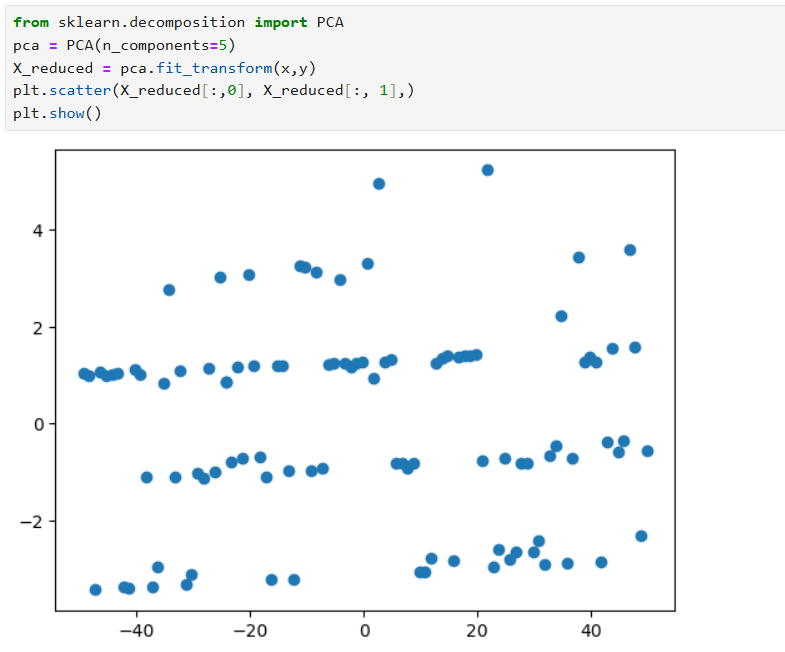 from sklearn.decomposition import PCA
pca = PCA(n_components=5)
X_reduced = pca.fit_transform(x,y)
plt.scatter(X_reduced[:,0], X_reduced[:, 1],)
plt.show()
4
2
0
−2
−40 −20 0 20 40